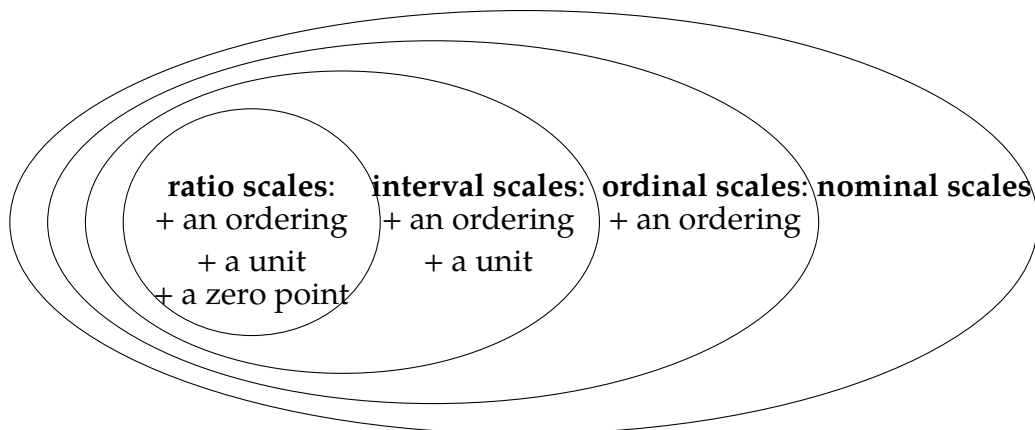 ratio scales: interval scales: ordinal scales: nominal scales
+ an ordering + an ordering + an ordering
+ a unit + a unit
+ a zero point